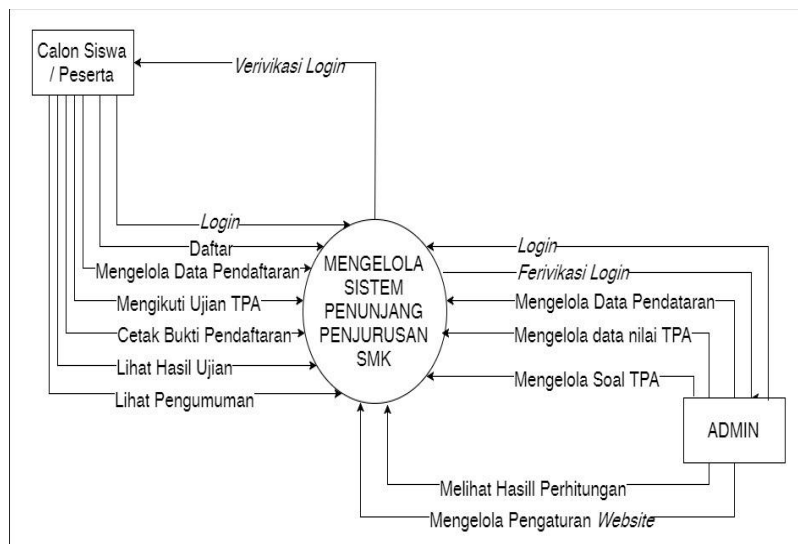 Calon Siswa
/ Peserta
Verivikasi Login
Login
Daftar
Mengelola Data Pendaftaran
Mengikuti Ujian TPA
Cetak Bukti Pendaftaran
Lihat Hasil Ujian
Lihat Pengumuman
MENGELOLA
SISTEM
PENUNJANG
PENJURUSAN
SMK
Login
Ferivikasi Login
Mengelola Data Pendataran
Mengelola data nilai TPA
Mengelola Soal TPA
ADMIN
Melihat Hasill Perhitungan
Mengelola Pengaturan Website